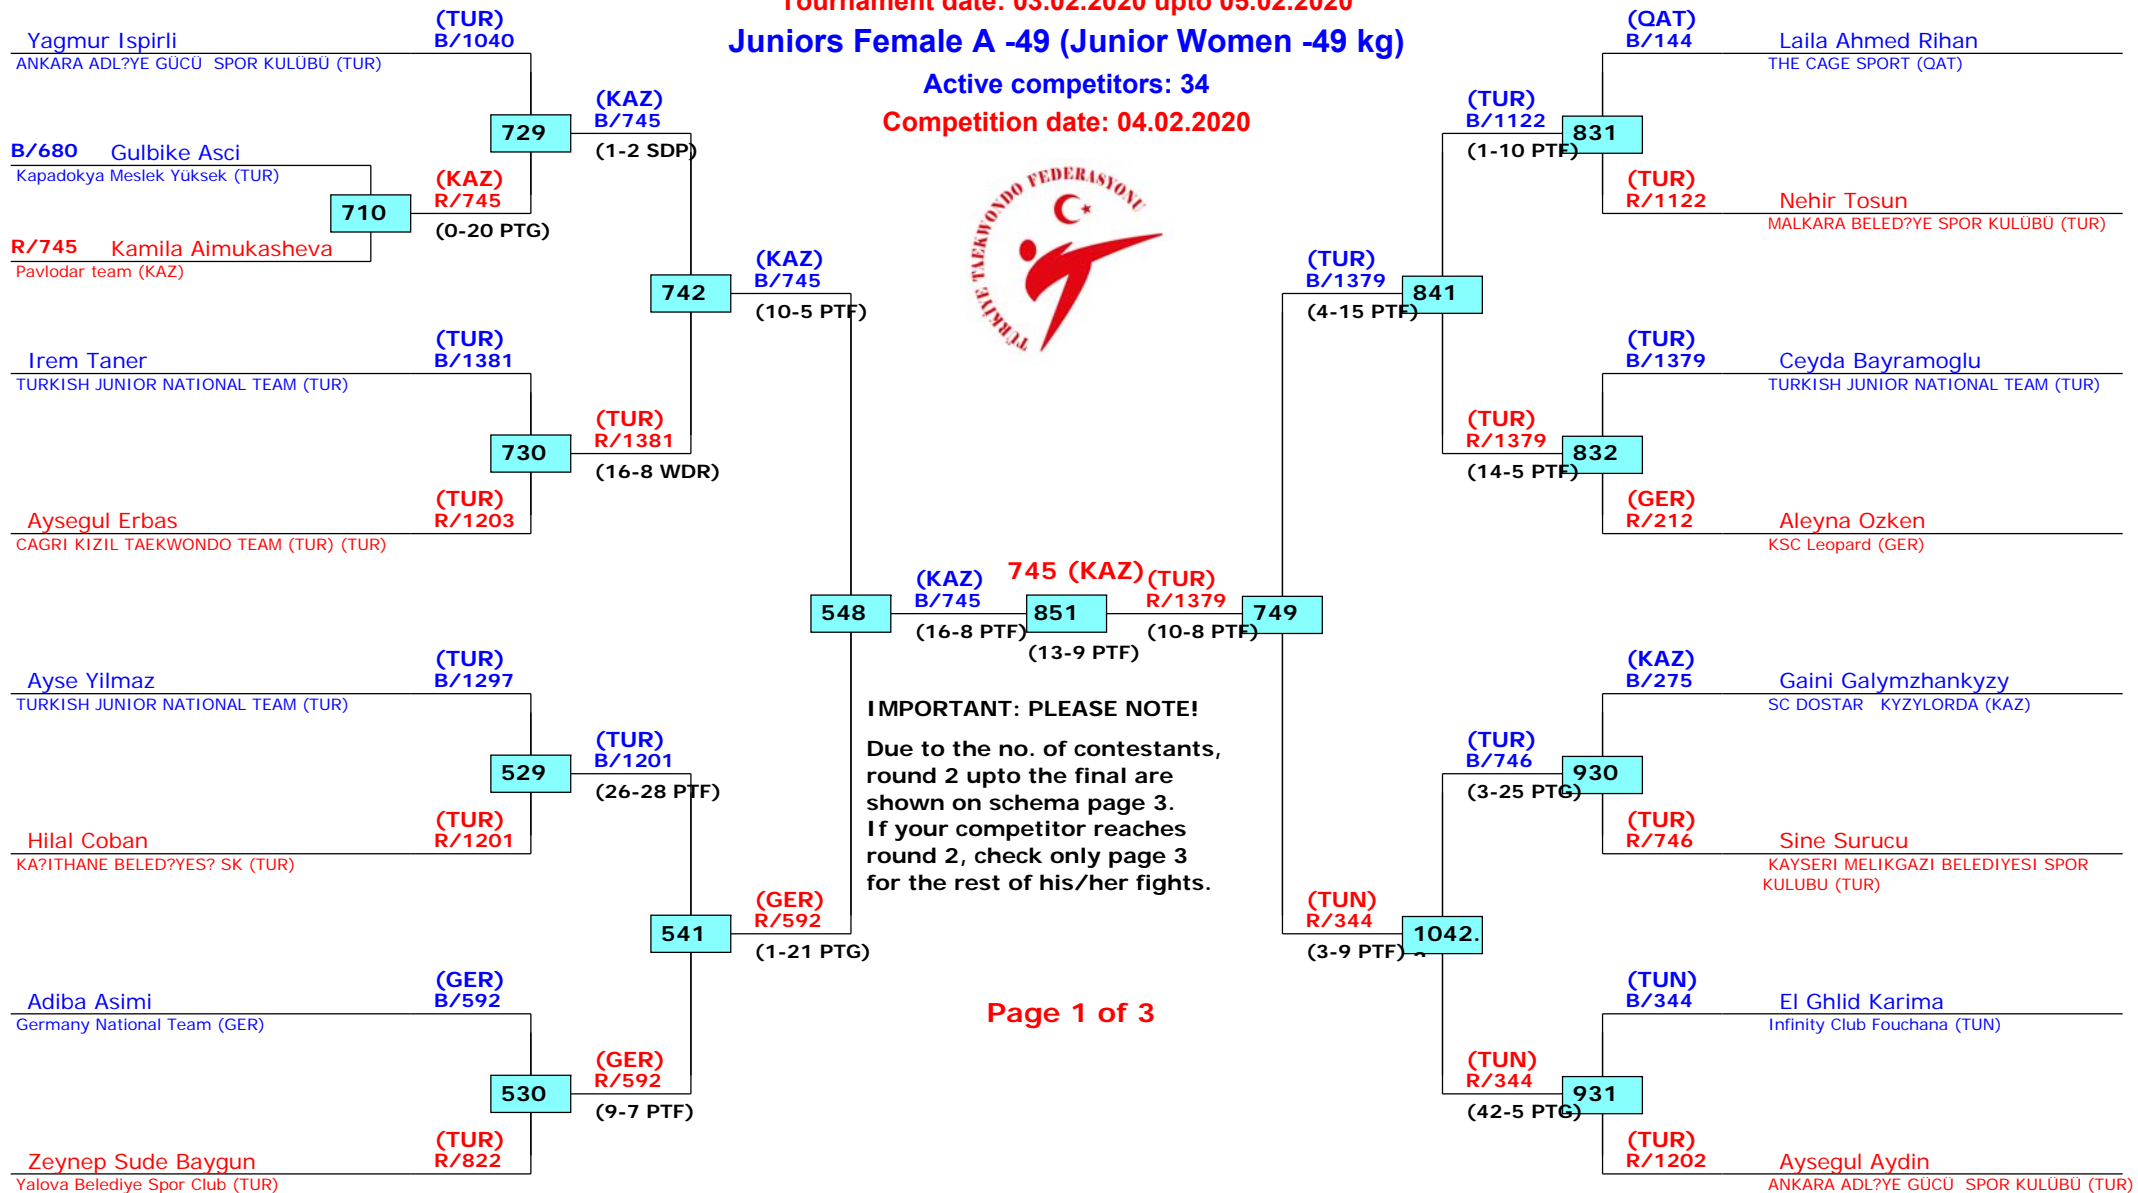 Tournament date: 03.02.2020 upto 05.02.2020
Juniors Female A -49 (Junior Women -49 kg)
Active competitors: 34
Competition date: 04.02.2020
TÜRKİYE TAEKWONDO FEDERASYONU
Yagmur Ispirli
(TUR)
B/1040
ANKARA ADL?YE GÜCÜ SPOR KULÜBÜ (TUR)
729
(KAZ)
B/745
(1-2 SDP)
B/680 Gulbike Asci
Kapadokya Meslek Yüksek (TUR)
710
(KAZ)
R/745
(0-20 PTG)
R/745 Kamila Aimukasheva
Pavlodar team (KAZ)
742
(KAZ)
B/745
(10-5 PTF)
Irem Taner
(TUR)
B/1381
TURKISH JUNIOR NATIONAL TEAM (TUR)
730
(TUR)
R/1381
(16-8 WDR)
Aysegul Erbas
(TUR)
R/1203
CAGRI KIZIL TAEKWONDO TEAM (TUR) (TUR)
548
(KAZ)
B/745
(16-8 PTF)
745 (KAZ)
851
(13-9 PTF)
(TUR)
R/1379
(10-8 PTF)
749
Ayse Yilmaz
(TUR)
B/1297
TURKISH JUNIOR NATIONAL TEAM (TUR)
529
(TUR)
B/1201
(26-28 PTF)
Hilal Coban
(TUR)
R/1201
KA?ITHANE BELED?YES? SK (TUR)
541
(GER)
R/592
(1-21 PTG)
Adiba Asimi
(GER)
B/592
Germany National Team (GER)
530
(GER)
R/592
(9-7 PTF)
Zeynep Sude Baygun
(TUR)
R/822
Yalova Belediye Spor Club (TUR)
IMPORTANT: PLEASE NOTE!
Due to the no. of contestants,
round 2 upto the final are
shown on schema page 3.
If your competitor reaches
round 2, check only page 3
for the rest of his/her fights.
Page 1 of 3
(QAT)
B/144
Laila Ahmed Rihan
THE CAGE SPORT (QAT)
(TUR)
B/1122
(1-10 PTF)
831
(TUR)
R/1122
Nehir Tosun
MALKARA BELED?YE SPOR KULÜBÜ (TUR)
(TUR)
B/1379
(4-15 PTF)
841
(TUR)
B/1379
Ceyda Bayramoglu
TURKISH JUNIOR NATIONAL TEAM (TUR)
(TUR)
R/1379
(14-5 PTF)
832
(GER)
R/212
Aleyna Ozken
KSC Leopard (GER)
(KAZ)
B/275
Gaini Galymzhankyzy
SC DOSTAR KYZYLORDA (KAZ)
(TUR)
B/746
(3-25 PTG)
930
(TUR)
R/746
Sine Surucu
KAYSERI MELIKGAZI BELEDIYESI SPOR
KULUBU (TUR)
(TUN)
R/344
(3-9 PTF)
1042.
(TUN)
B/344
El Ghlid Karima
Infinity Club Fouchana (TUN)
(TUN)
R/344
(42-5 PTG)
931
(TUR)
R/1202
Aysegul Aydin
ANKARA ADL?YE GÜCÜ SPOR KULÜBÜ (TUR)